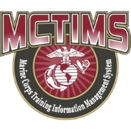 MCTIMS
Marine Corps Training Information Management System